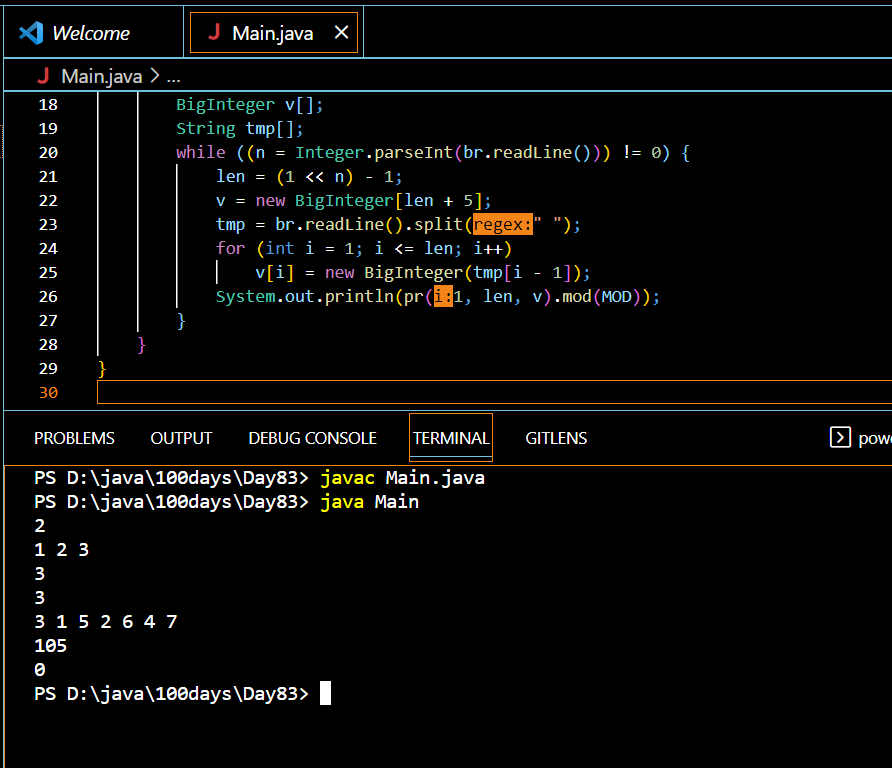 Welcome
Main.java
Main.java > ...
18 BigInteger v[];
19 String tmp[];
20 while ((n = Integer.parseInt(br.readLine())) != 0) {
21 len = (1 << n) - 1;
22 v = new BigInteger[len + 5];
23 tmp = br.readLine().split(regex:" ");
24 for (int i = 1; i <= len; i++)
25 v[i] = new BigInteger(tmp[i - 1]);
26 System.out.println(pr(i:1, len, v).mod(MOD));
27 }
28 }
29 }
30
PROBLEMS OUTPUT DEBUG CONSOLE TERMINAL GITLENS powe
PS D:\java\100days\Day83> javac Main.java
PS D:\java\100days\Day83> java Main
2
1 2 3
3
3
3 1 5 2 6 4 7
105
0
PS D:\java\100days\Day83>